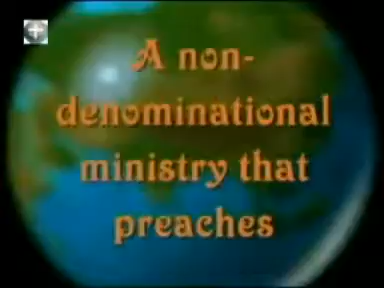 A non-
denominational
ministry that
preaches